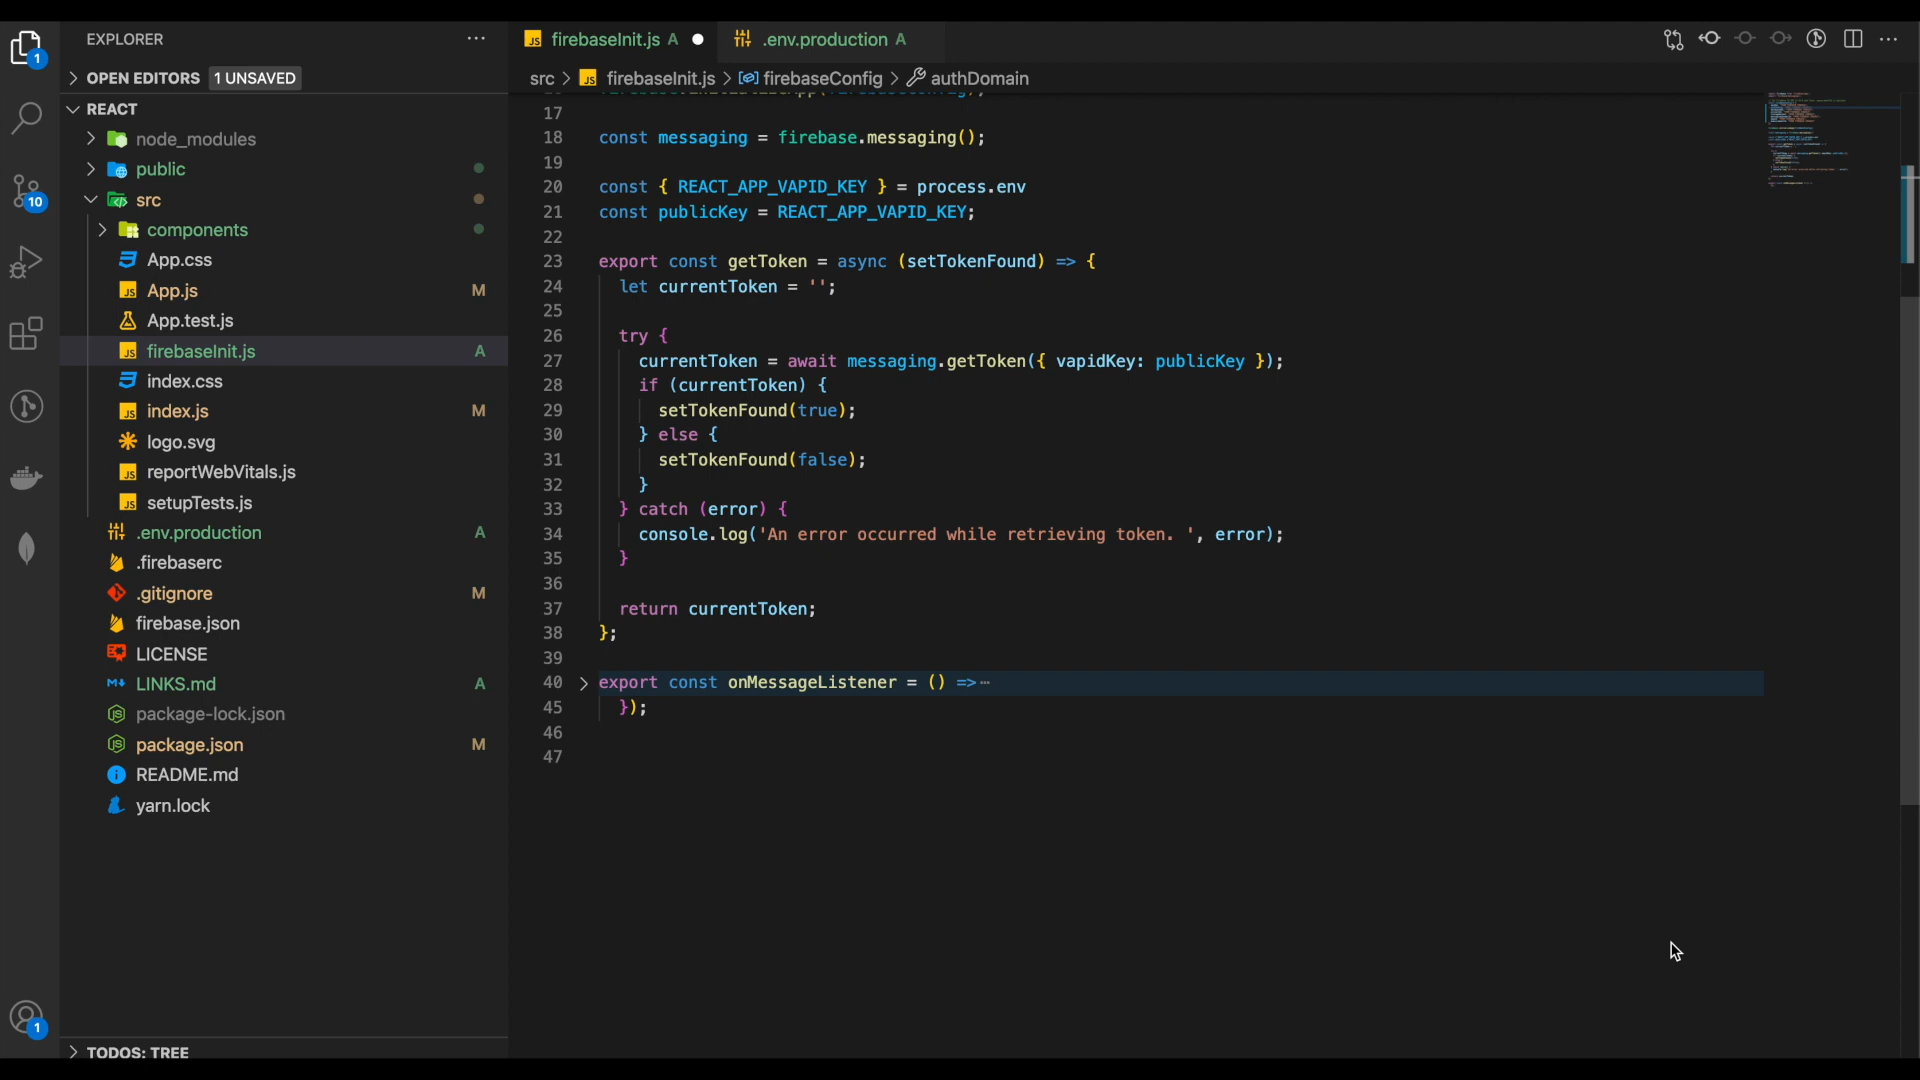 EXPLORER
OPEN EDITORS 1 UNSAVED
REACT
node_modules
public
src
components
App.css
App.js M
App.test.js
firebaseInit.js A
index.css
index.js M
logo.svg
reportWebVitals.js
setupTests.js
.env.production A
.firebaserc
.gitignore M
firebase.json
LICENSE
LINKS.md A
package-lock.json
package.json M
README.md
yarn.lock
TODOS: TREE
1
10
1
firebaseInit.js A
.env.production A
src > firebaseInit.js > firebaseConfig > authDomain
17
18 const messaging = firebase.messaging();
19
20 const { REACT_APP_VAPID_KEY } = process.env
21 const publicKey = REACT_APP_VAPID_KEY;
22
23 export const getToken = async (setTokenFound) => {
24 let currentToken = '';
25
26 try {
27 currentToken = await messaging.getToken({ vapidKey: publicKey });
28 if (currentToken) {
29 setTokenFound(true);
30 } else {
31 setTokenFound(false);
32 }
33 } catch (error) {
34 console.log('An error occurred while retrieving token. ', error);
35 }
36
37 return currentToken;
38 };
39
40 export const onMessageListener = () =>⋯
45 });
46
47